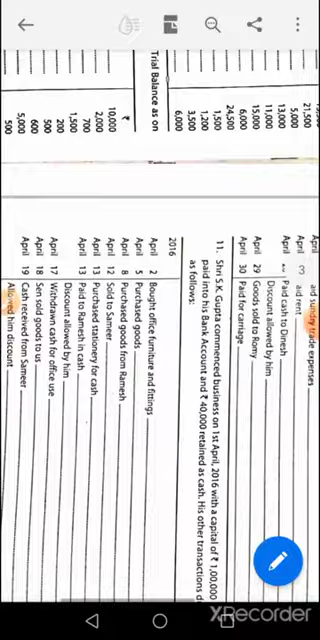 21,500
5,000
13,000
11,000
15,000
6,000
24,500
1,500
1,200
3,500
6,000
Trial Balance as on
₹
10,000
2,000
700
1,500
200
500
600
5,000
500
April aid sundry trade expenses
April aid rent
April Paid cash to Dinesh
Discount allowed by him
April 29 Goods sold to Romy
April 30 Paid for carriage
11. Shri S.K. Gupta commenced business on 1st April, 2016 with a capital of ₹ 1,00,000
paid into his Bank Account and ₹ 40,000 retained as cash. His other transactions d
as follows:
2016
April 2 Bought office furniture and fittings
April 5 Purchased goods
April 8 Purchased goods from Ramesh
April 12 Sold to Sameer
April 13 Purchased stationery for cash
April 13 Paid to Ramesh in cash
Discount allowed by him
April 17 Withdrawn cash for office use
April 18 Sen sold goods to us
April 19 Cash received from Sameer
Allowed him discount
XRecorder